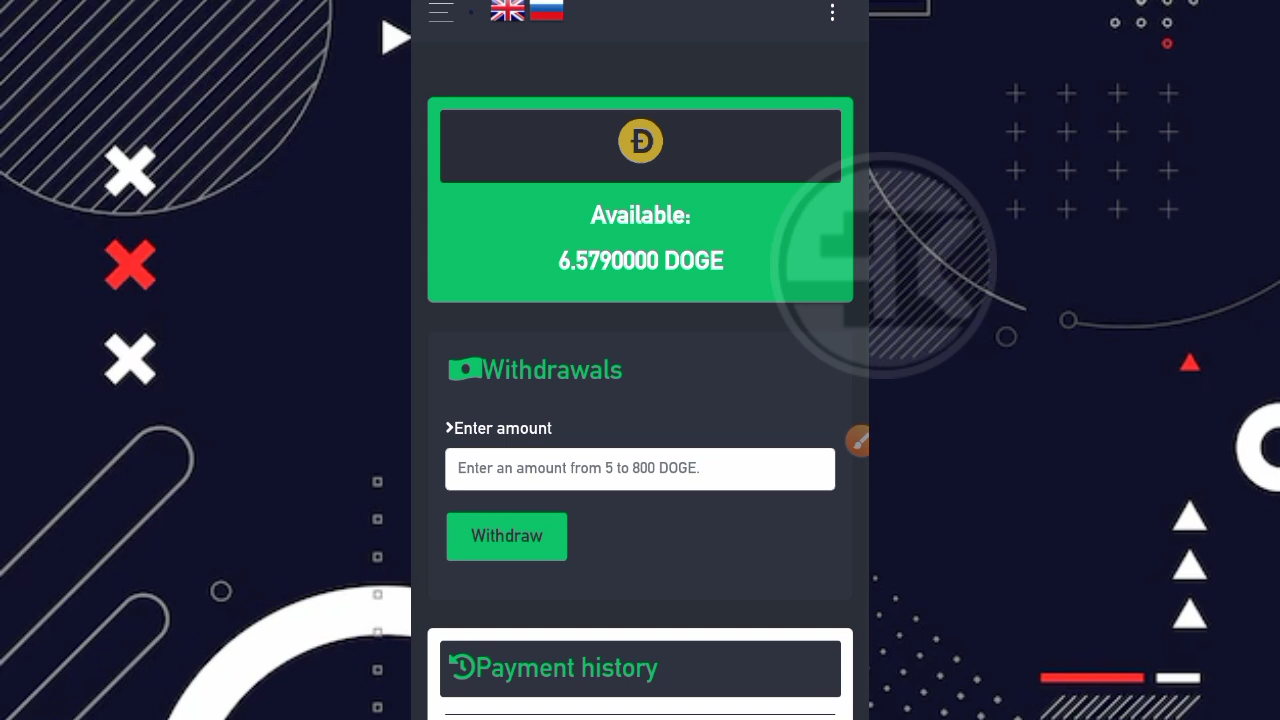 Available:
6.5790000 DOGE
Withdrawals
Enter amount
Enter an amount from 5 to 800 DOGE.
Withdraw
Payment history